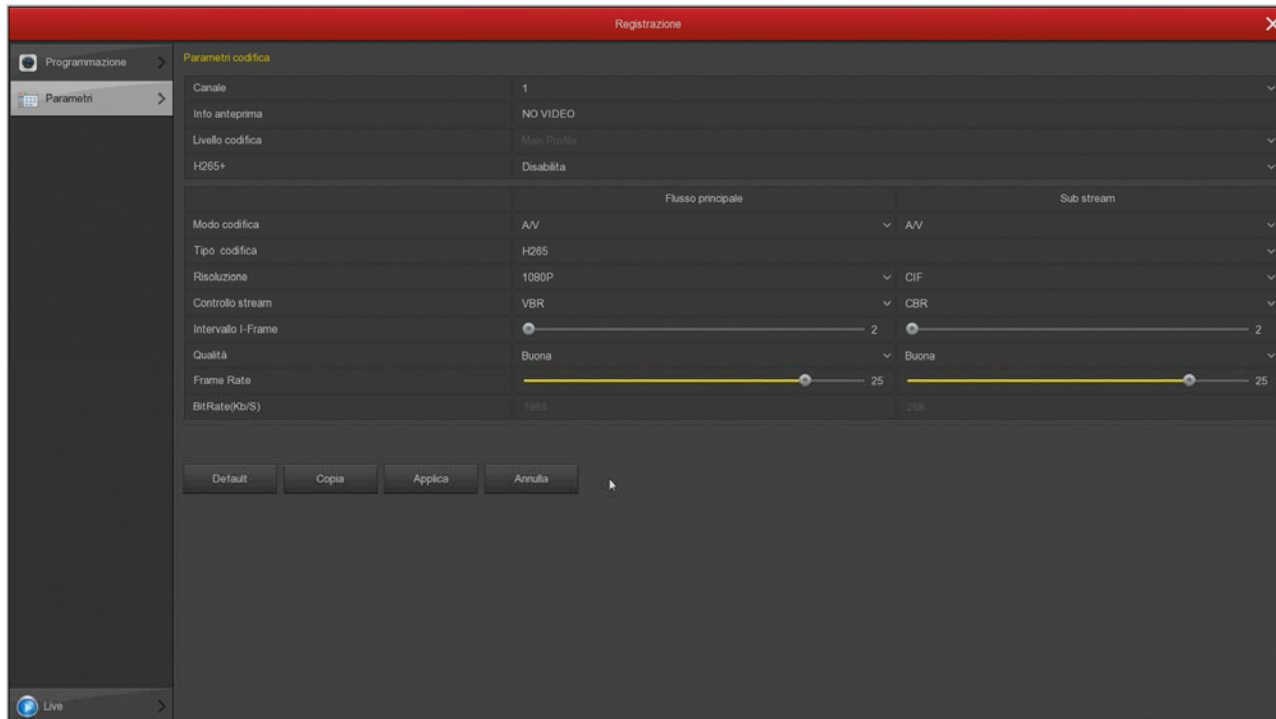 Registrazione
Programmazione
Parametri
Live
Parametri codifica
Canale 1
Info anteprima NO VIDEO
Livello codifica Main Profile
H265+ Disabilita
Flusso principale Sub stream
Modo codifica A/V A/V
Tipo codifica H265
Risoluzione 1080P CIF
Controllo stream VBR CBR
Intervallo I-Frame 2 2
Qualità Buona Buona
Frame Rate 25 25
BitRate(Kb/S)
Default Copia Applica Annulla